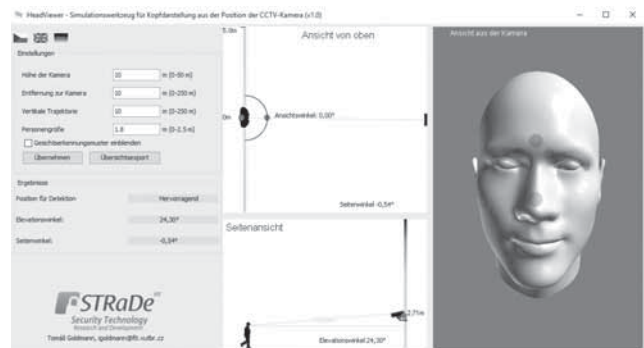 HeadViewer - Simulationswerkzeug für Kopfdarstellung aus der Position der CCTV-Kamera (v1.0)
Einstellungen
Höhe der Kamera 10 m (0-50 m)
Entfernung zur Kamera 10 m (0-250 m)
Vertikale Trajektorie 10 m (0-250 m)
Personengröße 1.8 m (0-2.5 m)
Gesichtserkennungsmuster einblenden
Übernehmen Übersichtsexport
Ergebnisse
Position für Detektion Hervorragend
Elevationswinkel: 24,30°
Seitenwinkel: -0,54°
STRaDe
Security Technology
Research and Development
Tomáš Goldmann, igoldmann@fit.vutbr.cz
Ansicht von oben
5.0m
0m
Ansichtswinkel: 0,00°
Seitenwinkel -0,54°
Seitenansicht
2,71m
Elevationswinkel 24,30°
Ansicht aus der Kamera